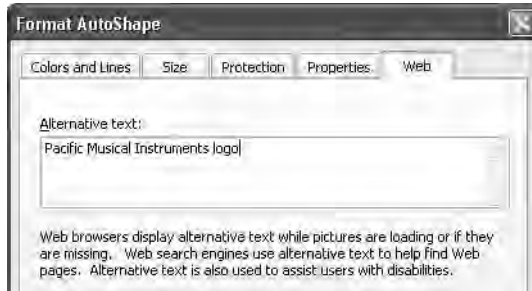 Format AutoShape
Colors and Lines Size Protection Properties Web
Alternative text:
Pacific Musical Instruments logo
Web browsers display alternative text while pictures are loading or if they
are missing. Web search engines use alternative text to help find Web
pages. Alternative text is also used to assist users with disabilities.